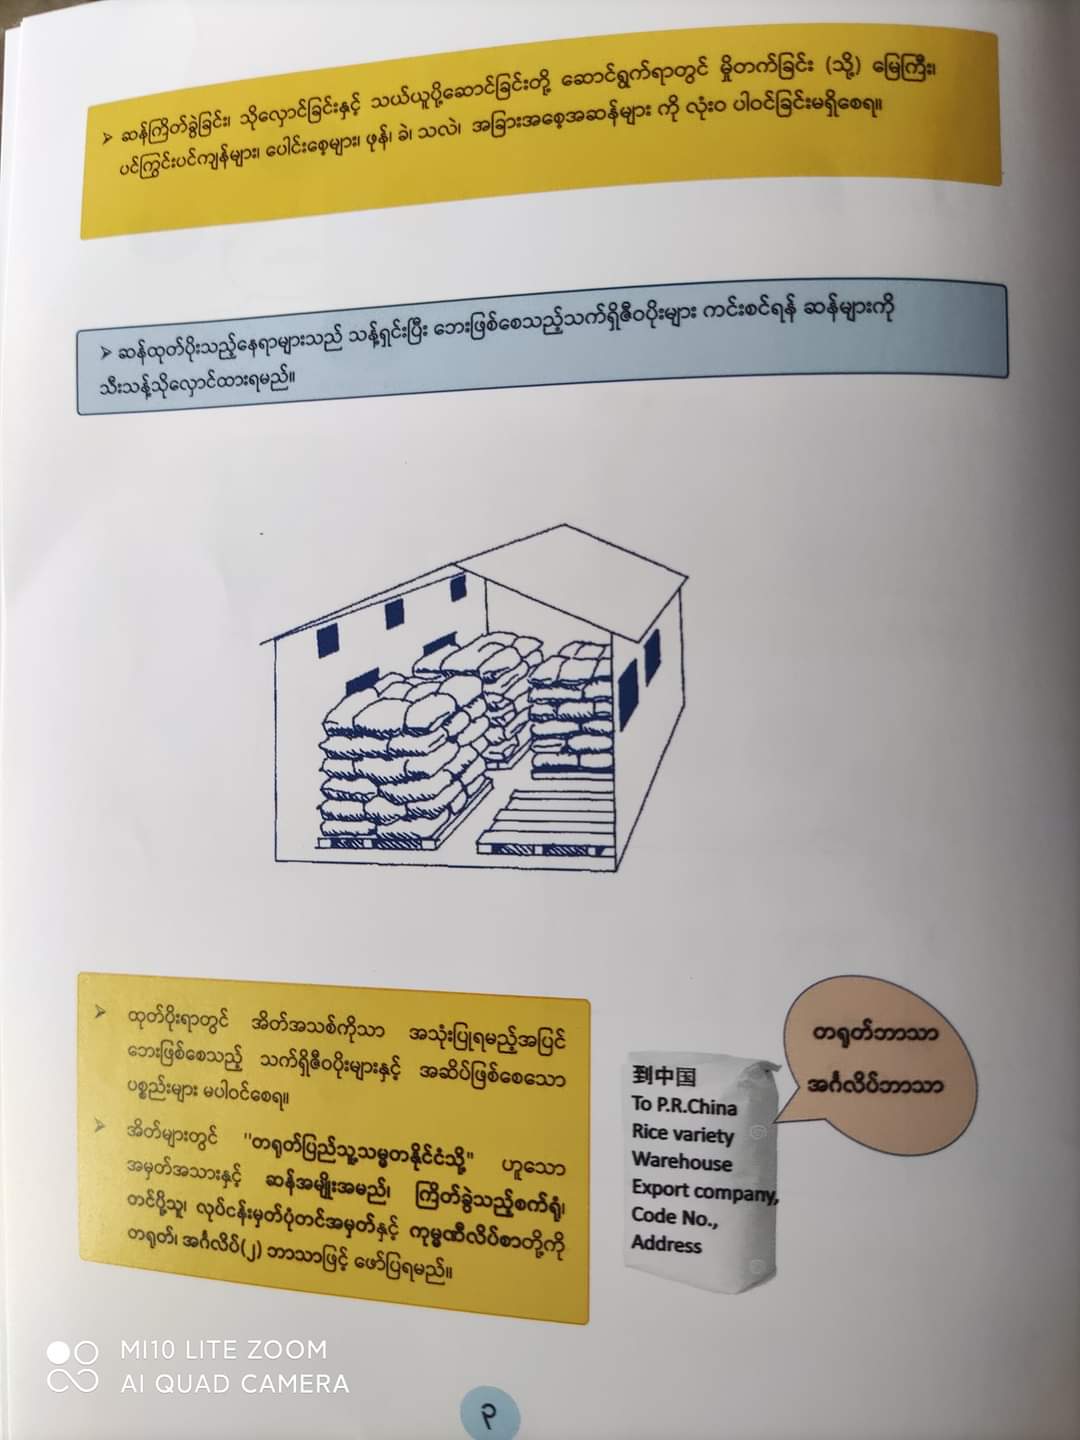 ➢ ဆန်ကြိတ်ခွဲခြင်း၊ သိုလှောင်ခြင်းနှင့် သယ်ယူပို့ဆောင်ခြင်းတို့ ဆောင်ရွက်ရာတွင် မှိုတက်ခြင်း (သို့) မြေကြီး၊
ပင်ကြွင်းပင်ကျန်များ၊ ပေါင်းစေ့များ၊ ဖုန်၊ ခဲ၊ သလဲ၊ အခြားအစေ့အဆန်များ ကို လုံးဝ ပါဝင်ခြင်းမရှိစေရ။
➢ ဆန်ထုတ်ပိုးသည့်နေရာများသည် သန့်ရှင်းပြီး ဘေးဖြစ်စေသည့်သက်ရှိဇီဝပိုးများ ကင်းစင်ရန် ဆန်များကို
သီးသန့်သိုလှောင်ထားရမည်။
➢ ထုတ်ပိုးရာတွင် အိတ်အသစ်ကိုသာ အသုံးပြုရမည့်အပြင်
ဘေးဖြစ်စေသည့် သက်ရှိဇီဝပိုးများနှင့် အဆိပ်ဖြစ်စေသော
ပစ္စည်းများ မပါဝင်စေရ။
➢ အိတ်များတွင် "တရုတ်ပြည်သူ့သမ္မတနိုင်ငံသို့" ဟူသော
အမှတ်အသားနှင့် ဆန်အမျိုးအမည်၊ ကြိတ်ခွဲသည့်စက်ရုံ၊
တင်ပို့သူ၊ လုပ်ငန်းမှတ်ပုံတင်အမှတ်နှင့် ကုမ္ပဏီလိပ်စာတို့ကို
တရုတ်၊ အင်္ဂလိပ်(၂) ဘာသာဖြင့် ဖော်ပြရမည်။
တရုတ်ဘာသာ
အင်္ဂလိပ်ဘာသာ
到中国
To P.R.China
Rice variety
Warehouse
Export company,
Code No.,
Address
MI10 LITE ZOOM
AI QUAD CAMERA
၃